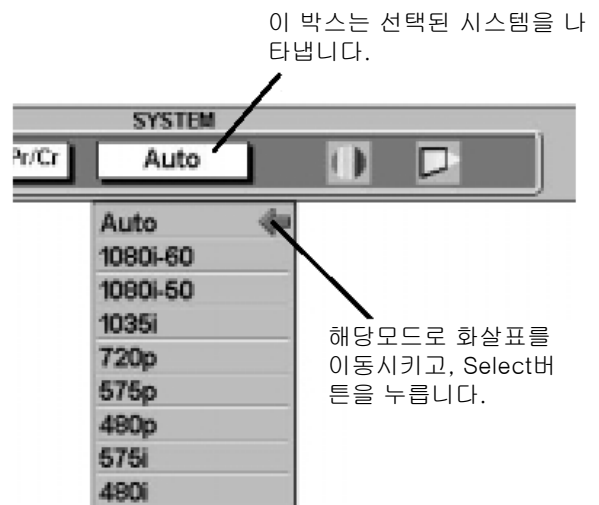 이 박스는 선택된 시스템을 나
타냅니다.
SYSTEM
Pr/Cr
Auto
Auto
1080i-60
1080i-50
1035i
720p
575p
480p
575i
480i
해당모드로 화살표를
이동시키고, Select버
튼을 누릅니다.